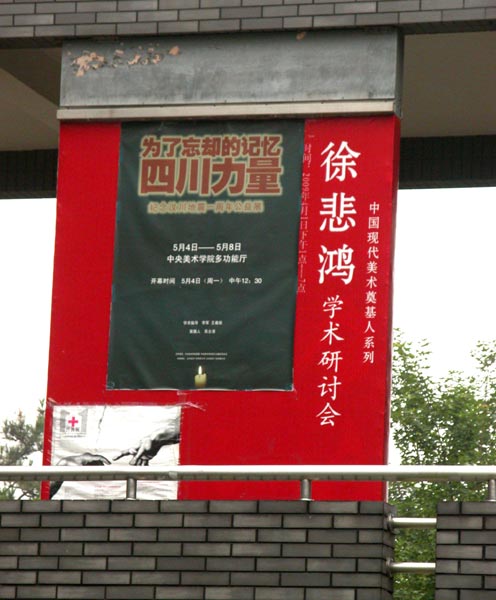 为了忘却的记忆
四川力量
纪念汶川地震一周年公益展
5月4日——5月8日
中央美术学院多功能厅
开幕时间 5月4日（周一） 中午12：30
中国现代美术奠基人系列
徐悲鸿 学术研讨会